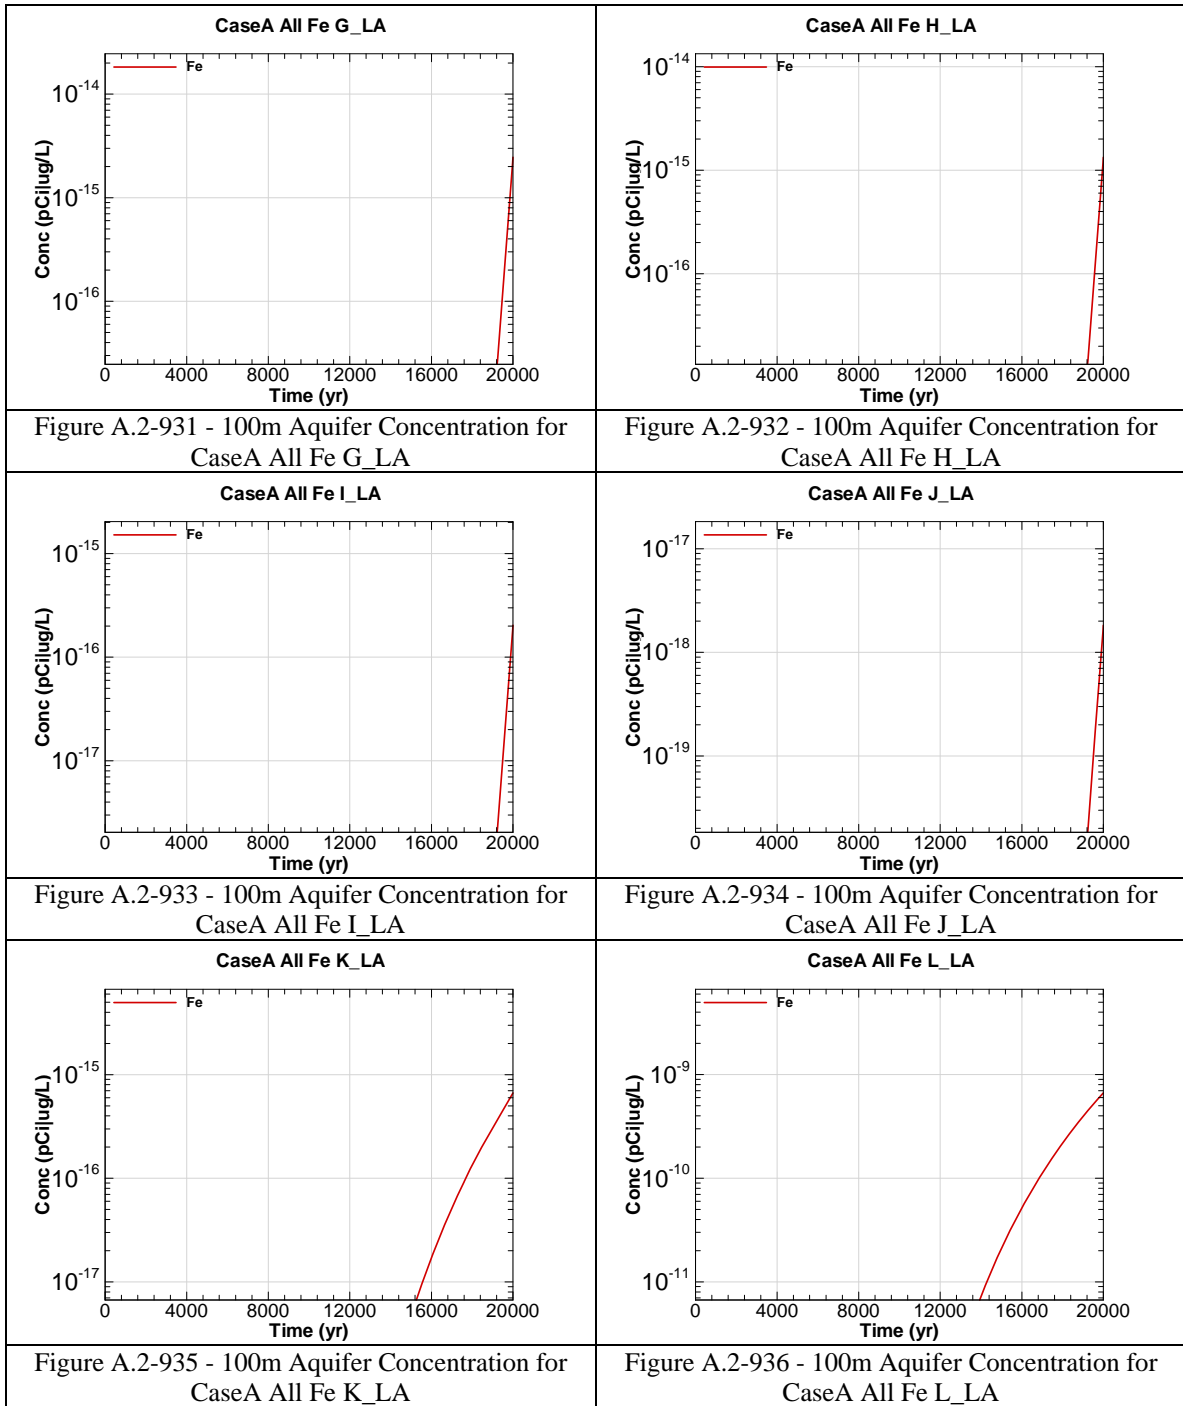 CaseA All Fe G_LA
Fe
10-14
10-15
10-16
Conc (pCi|ug/L)
0 4000 8000 12000 16000 20000
Time (yr)
Figure A.2-931 - 100m Aquifer Concentration for
CaseA All Fe G_LA
CaseA All Fe H_LA
Fe
10-14
10-15
10-16
Conc (pCi|ug/L)
0 4000 8000 12000 16000 20000
Time (yr)
Figure A.2-932 - 100m Aquifer Concentration for
CaseA All Fe H_LA
CaseA All Fe I_LA
Fe
10-15
10-16
10-17
Conc (pCi|ug/L)
0 4000 8000 12000 16000 20000
Time (yr)
Figure A.2-933 - 100m Aquifer Concentration for
CaseA All Fe I_LA
CaseA All Fe J_LA
Fe
10-17
10-18
10-19
Conc (pCi|ug/L)
0 4000 8000 12000 16000 20000
Time (yr)
Figure A.2-934 - 100m Aquifer Concentration for
CaseA All Fe J_LA
CaseA All Fe K_LA
Fe
10-15
10-16
10-17
Conc (pCi|ug/L)
0 4000 8000 12000 16000 20000
Time (yr)
Figure A.2-935 - 100m Aquifer Concentration for
CaseA All Fe K_LA
CaseA All Fe L_LA
Fe
10-9
10-10
10-11
Conc (pCi|ug/L)
0 4000 8000 12000 16000 20000
Time (yr)
Figure A.2-936 - 100m Aquifer Concentration for
CaseA All Fe L_LA